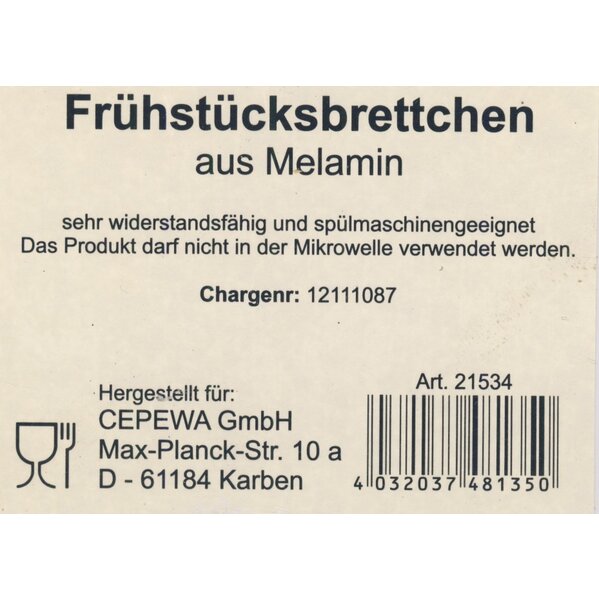 Frühstücksbrettchen
aus Melamin
sehr widerstandsfähig und spülmaschinengeeignet
Das Produkt darf nicht in der Mikrowelle verwendet werden.
Chargenr: 12111087
Art. 21534
Hergestellt für:
CEPEWA GmbH
Max-Planck-Str. 10 a
D - 61184 Karben
4 032037 481350